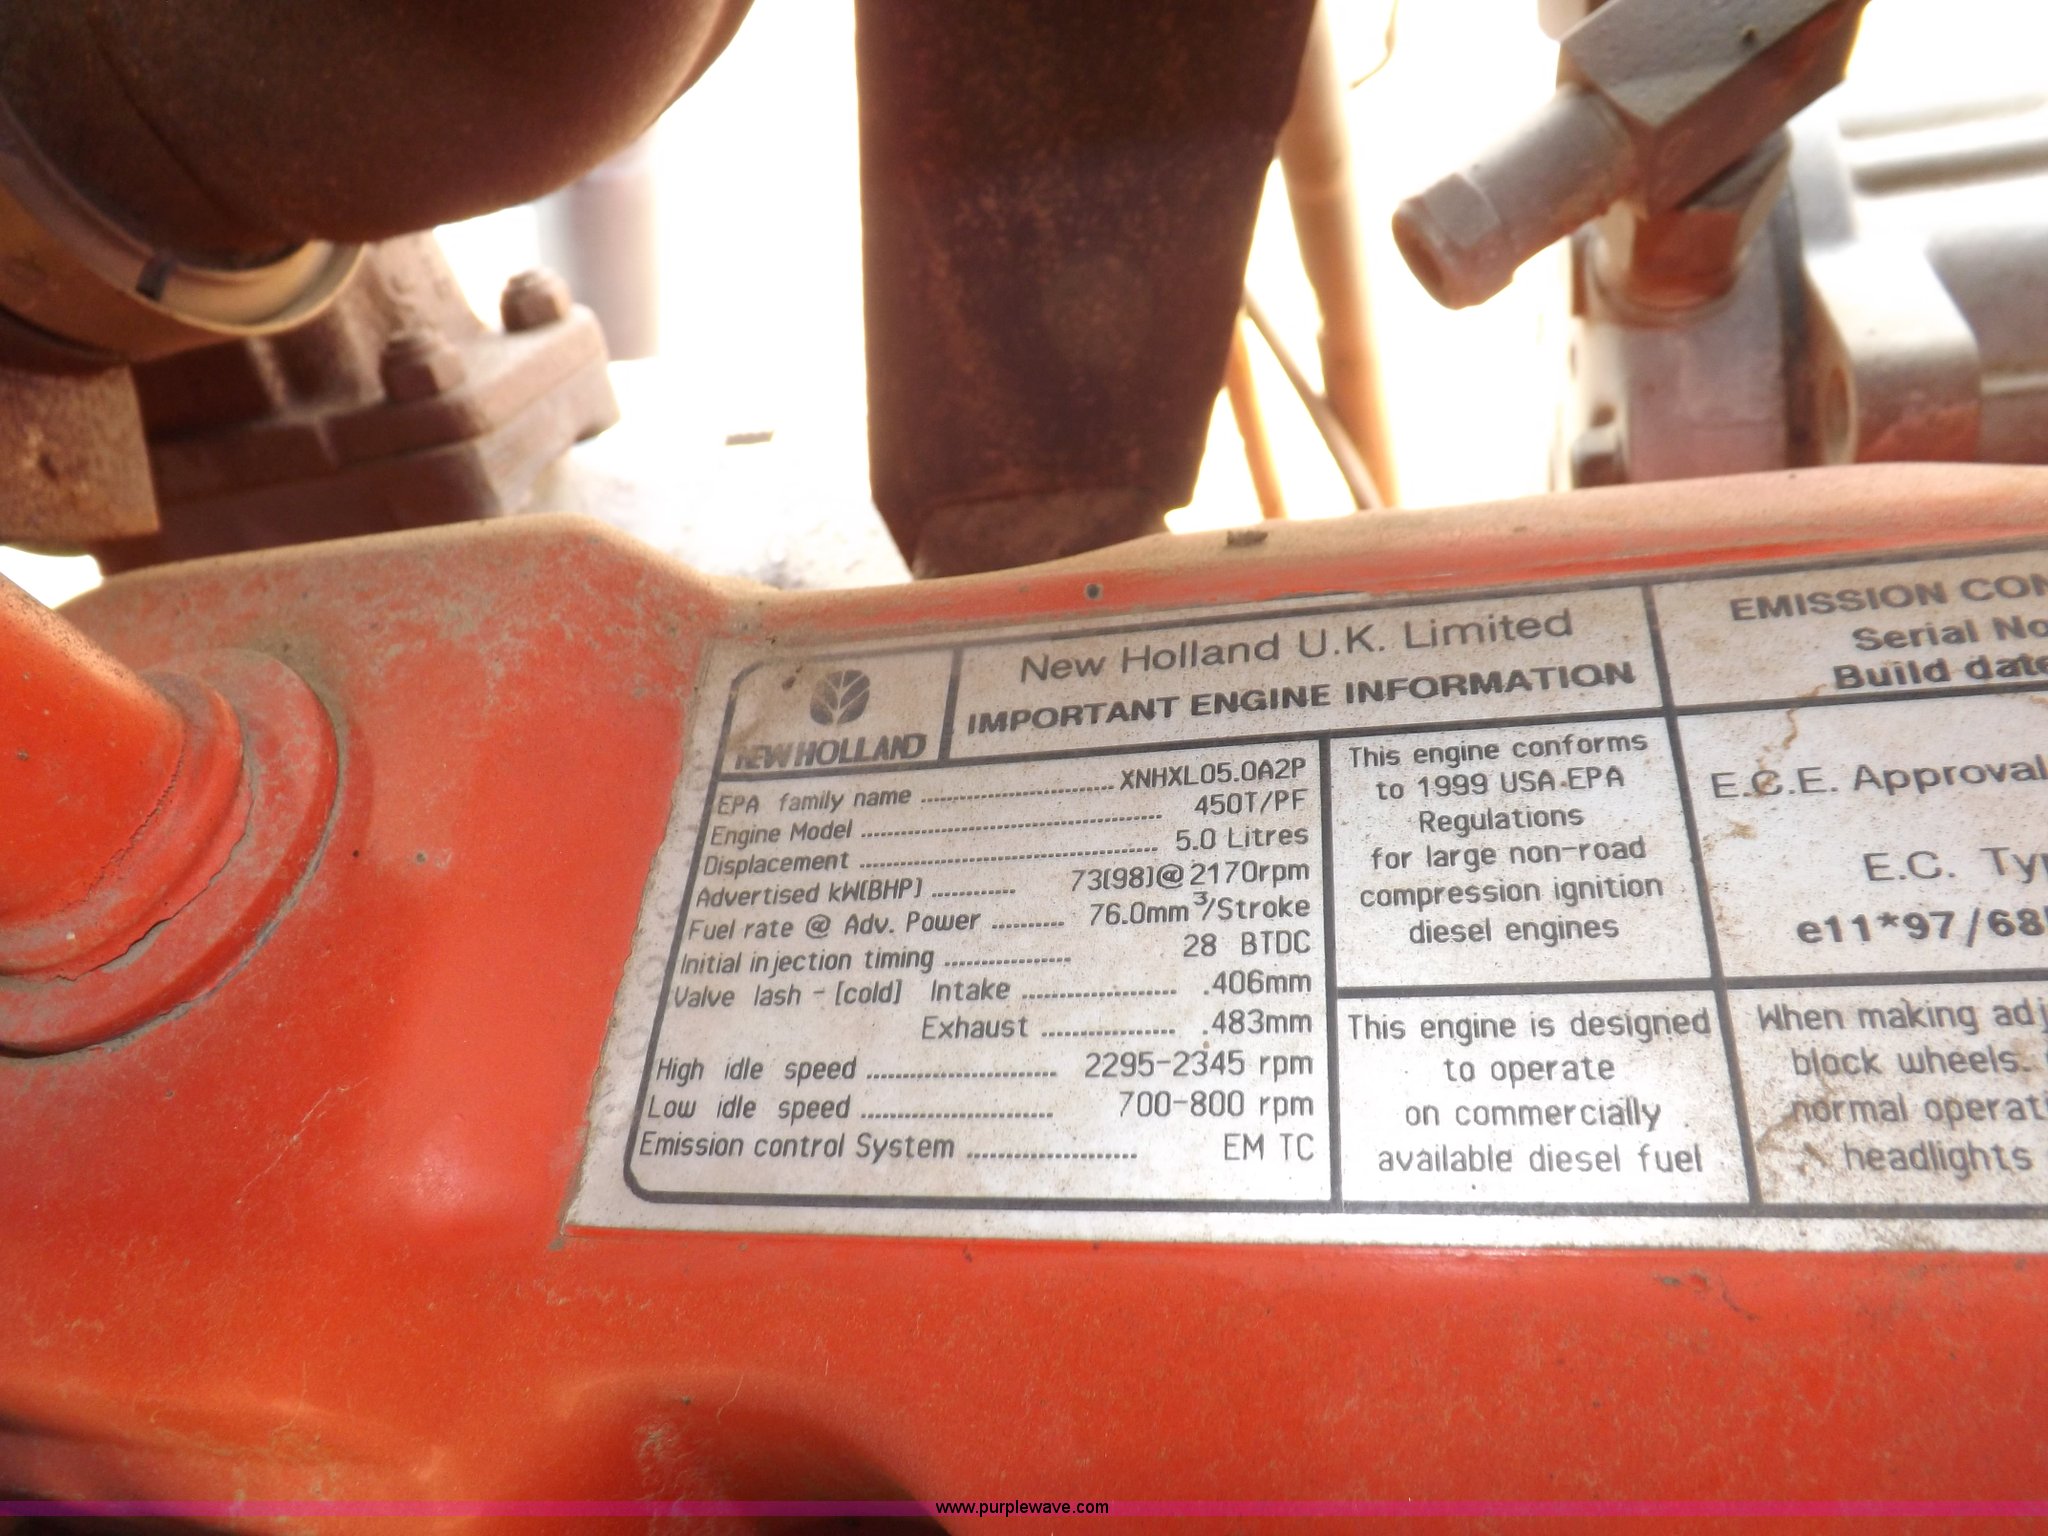 NEW HOLLAND
New Holland U.K. Limited
IMPORTANT ENGINE INFORMATION
EPA family name ........................ XNHXL05.0A2P
Engine Model ........................ 450T/PF
Displacement ........................ 5.0 Litres
Advertised kW(BHP) ............ 73(98)@2170rpm
Fuel rate @ Adv. Power .......... 76.0mm³/Stroke
Initial injection timing ................. 28 BTDC
Valve lash - [cold] Intake ..................... .406mm
Exhaust .................. .483mm
High idle speed .......................... 2295-2345 rpm
Low idle speed .......................... 700-800 rpm
Emission control System ....................... EM TC
This engine conforms
to 1999 USA EPA
Regulations
for large non-road
compression ignition
diesel engines
This engine is designed
to operate
on commercially
available diesel fuel
EMISSION CON
Serial No
Build date
E.C.E. Approval
E.C. Ty
e11*97/68
When making adj
block wheels.
normal operati
headlights
www.purplewave.com